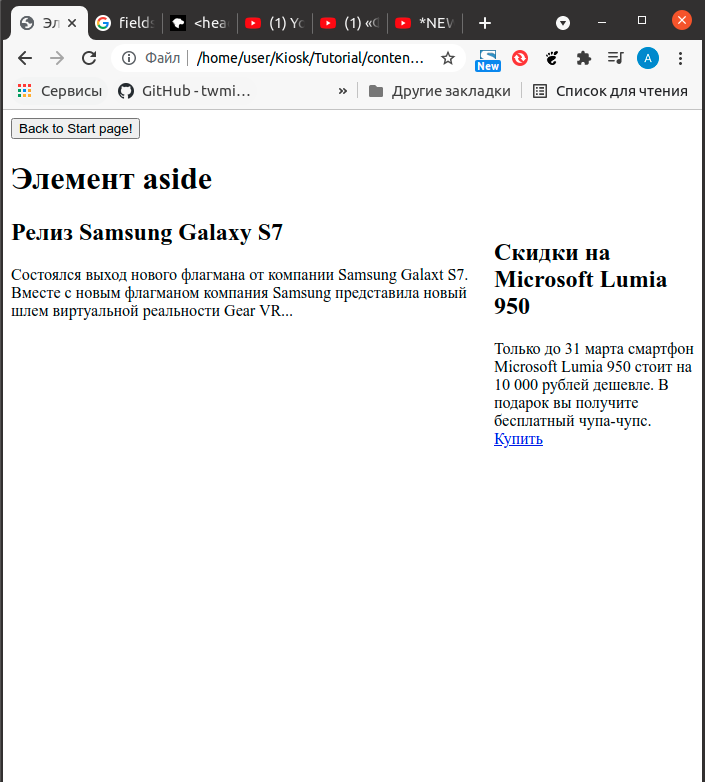 Эл
field
<hea
(1) Yo
(1) «C
*NEW
Файл
/home/user/Kiosk/Tutorial/conten…
New
A
Сервисы
GitHub - twmi…
»
Другие закладки
Список для чтения
Back to Start page!
Элемент aside
Релиз Samsung Galaxy S7
Состоялся выход нового флагмана от компании Samsung Galaxt S7.
Вместе с новым флагманом компания Samsung представила новый
шлем виртуальной реальности Gear VR...
Скидки на
Microsoft Lumia
950
Только до 31 марта смартфон
Microsoft Lumia 950 стоит на
10 000 рублей дешевле. В
подарок вы получите
бесплатный чупа-чупс.
Купить